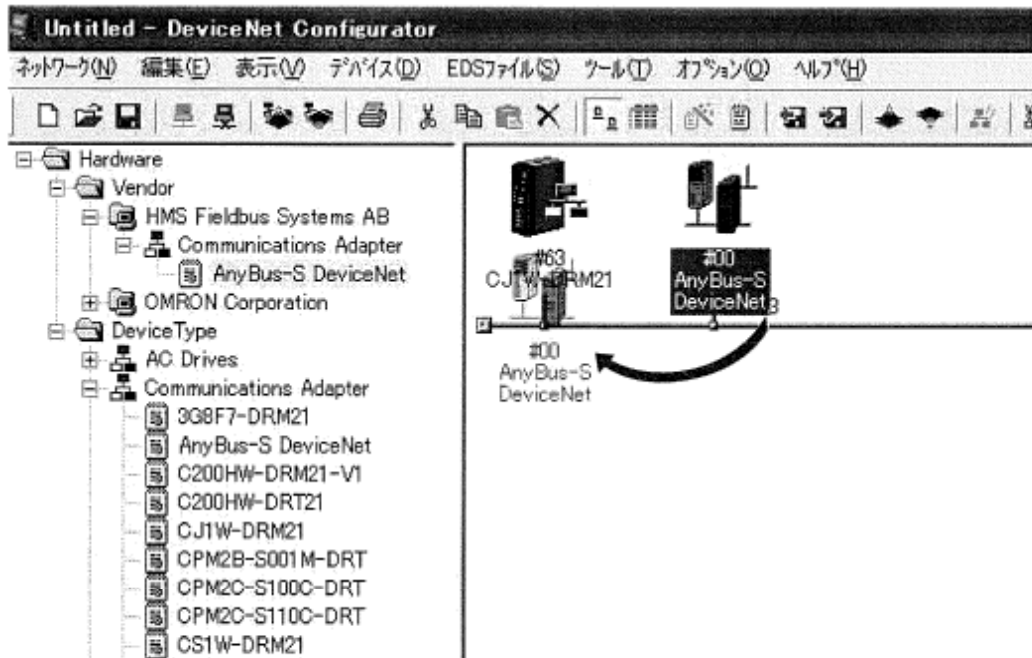 Untitled - DeviceNet Configurator
ネットワーク(N) 編集(E) 表示(V) デバイス(D) EDSファイル(S) ツール(T) オプション(O) ヘルプ(H)
Hardware
Vendor
HMS Fieldbus Systems AB
Communications Adapter
AnyBus-S DeviceNet
OMRON Corporation
DeviceType
AC Drives
Communications Adapter
3G8F7-DRM21
AnyBus-S DeviceNet
C200HW-DRM21-V1
C200HW-DRT21
CJ1W-DRM21
CPM2B-S001M-DRT
CPM2C-S100C-DRT
CPM2C-S110C-DRT
CS1W-DRM21
#63
CJ1W-DRM21
#00
AnyBus-S
DeviceNet
#00
AnyBus-S
DeviceNet